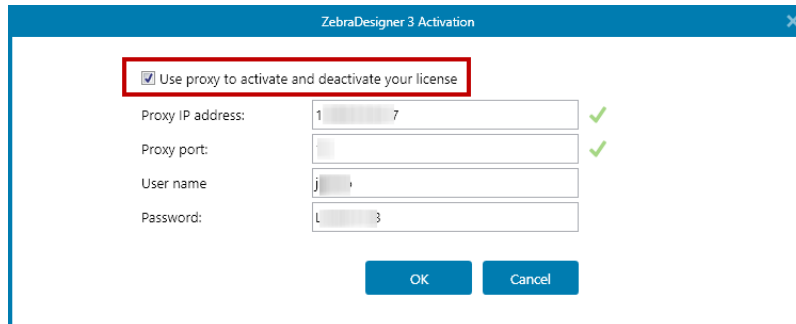 ZebraDesigner 3 Activation
Use proxy to activate and deactivate your license
Proxy IP address:
Proxy port:
User name
Password:
OK Cancel